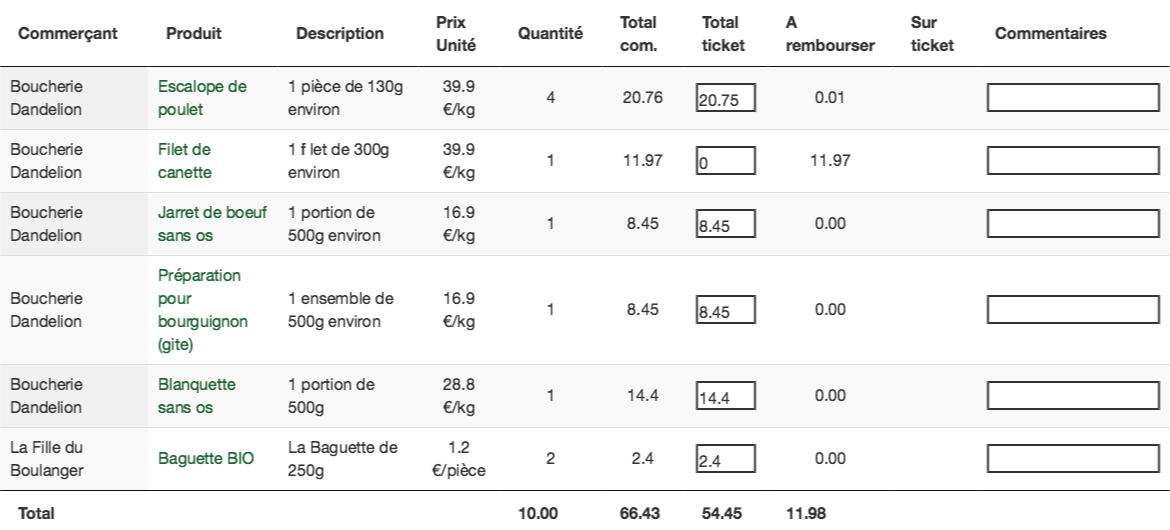 Commerçant Produit Description Prix Unité Quantité Total com. Total ticket A rembourser Sur ticket Commentaires
Boucherie Dandelion Escalope de poulet 1 pièce de 130g environ 39.9 €/kg 4 20.76 20.75 0.01
Boucherie Dandelion Filet de canette 1 f let de 300g environ 39.9 €/kg 1 11.97 0 11.97
Boucherie Dandelion Jarret de boeuf sans os 1 portion de 500g environ 16.9 €/kg 1 8.45 8.45 0.00
Boucherie Dandelion Préparation pour bourguignon (gite) 1 ensemble de 500g environ 16.9 €/kg 1 8.45 8.45 0.00
Boucherie Dandelion Blanquette sans os 1 portion de 500g 28.8 €/kg 1 14.4 14.4 0.00
La Fille du Boulanger Baguette BIO La Baguette de 250g 1.2 €/pièce 2 2.4 2.4 0.00
Total 10.00 66.43 54.45 11.98